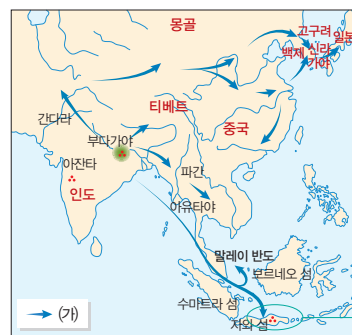 몽골
고구려
일본
백제 신라
가야
티베트
간다라
중국
부다가야
아잔타
파간
인도
아유타야
말레이 반도
보르네오 섬
수마트라 섬
자와 섬
(가)